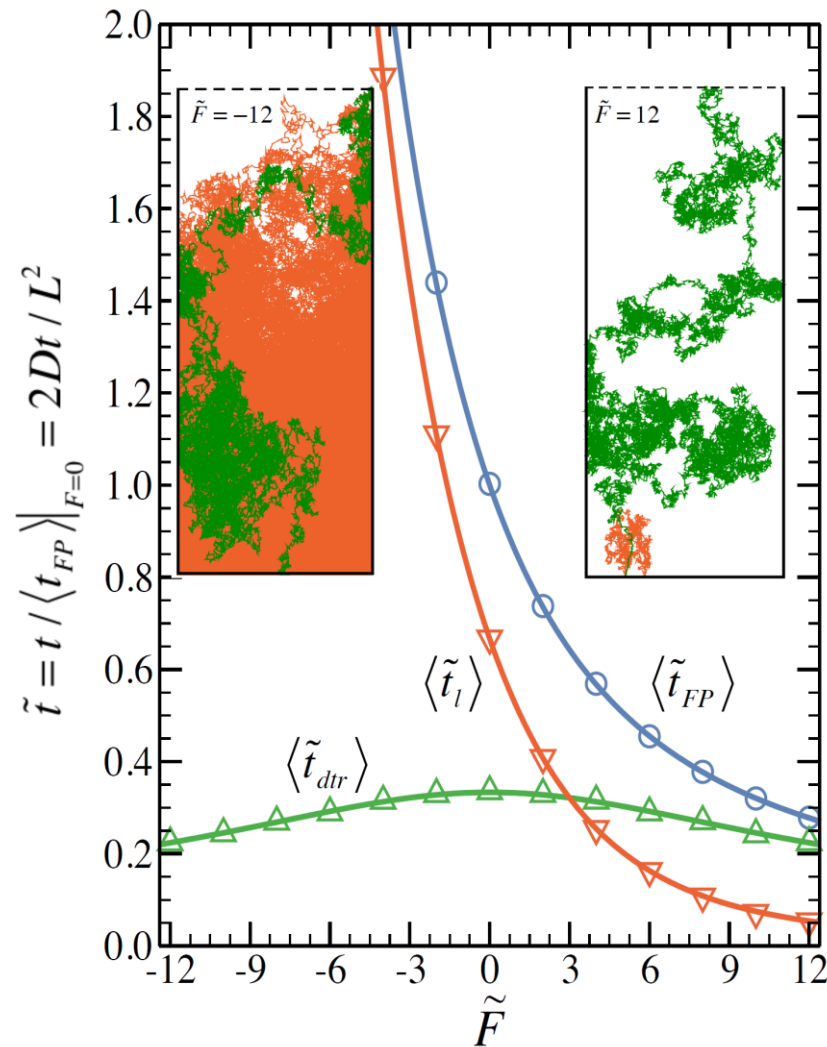 t̃ = t / ⟨t_FP⟩|_{F=0} = 2Dt / L²
2.0
1.8
1.6
1.4
1.2
1.0
0.8
0.6
0.4
0.2
0.0
F̃ = −12
F̃ = 12
⟨t̃_l⟩
⟨t̃_FP⟩
⟨t̃_dtr⟩
-12 -9 -6 -3 0 3 6 9 12
F̃